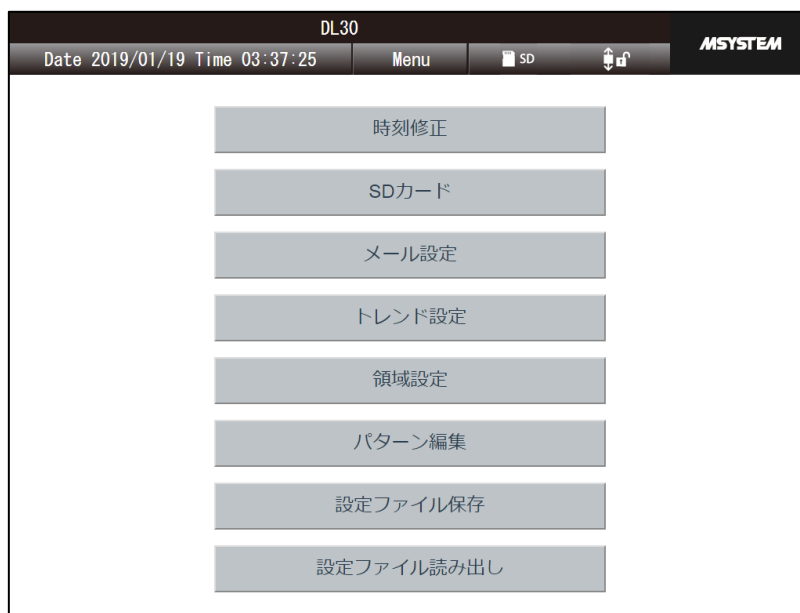 DL30
MSYSTEM
Date 2019/01/19 Time 03:37:25 Menu SD
時刻修正
SDカード
メール設定
トレンド設定
領域設定
パターン編集
設定ファイル保存
設定ファイル読み出し